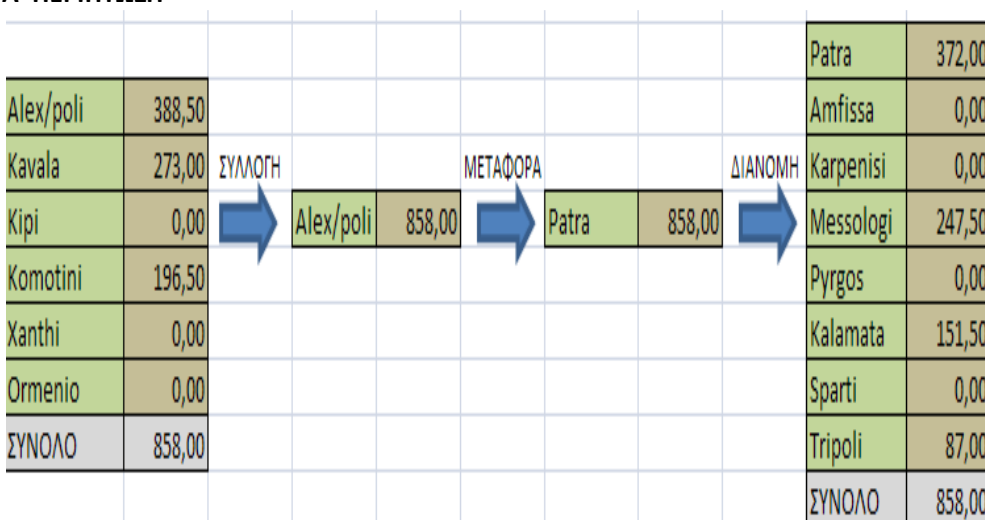 Patra 372,00
Alex/poli 388,50 Amfissa 0,00
Kavala 273,00 ΣΥΛΛΟΓΗ ΜΕΤΑΦΟΡΑ ΔΙΑΝΟΜΗ Karpenisi 0,00
Kipi 0,00 Alex/poli 858,00 Patra 858,00 Messologi 247,50
Komotini 196,50 Pyrgos 0,00
Xanthi 0,00 Kalamata 151,50
Ormenio 0,00 Sparti 0,00
ΣΥΝΟΛΟ 858,00 Tripoli 87,00
ΣΥΝΟΛΟ 858,00